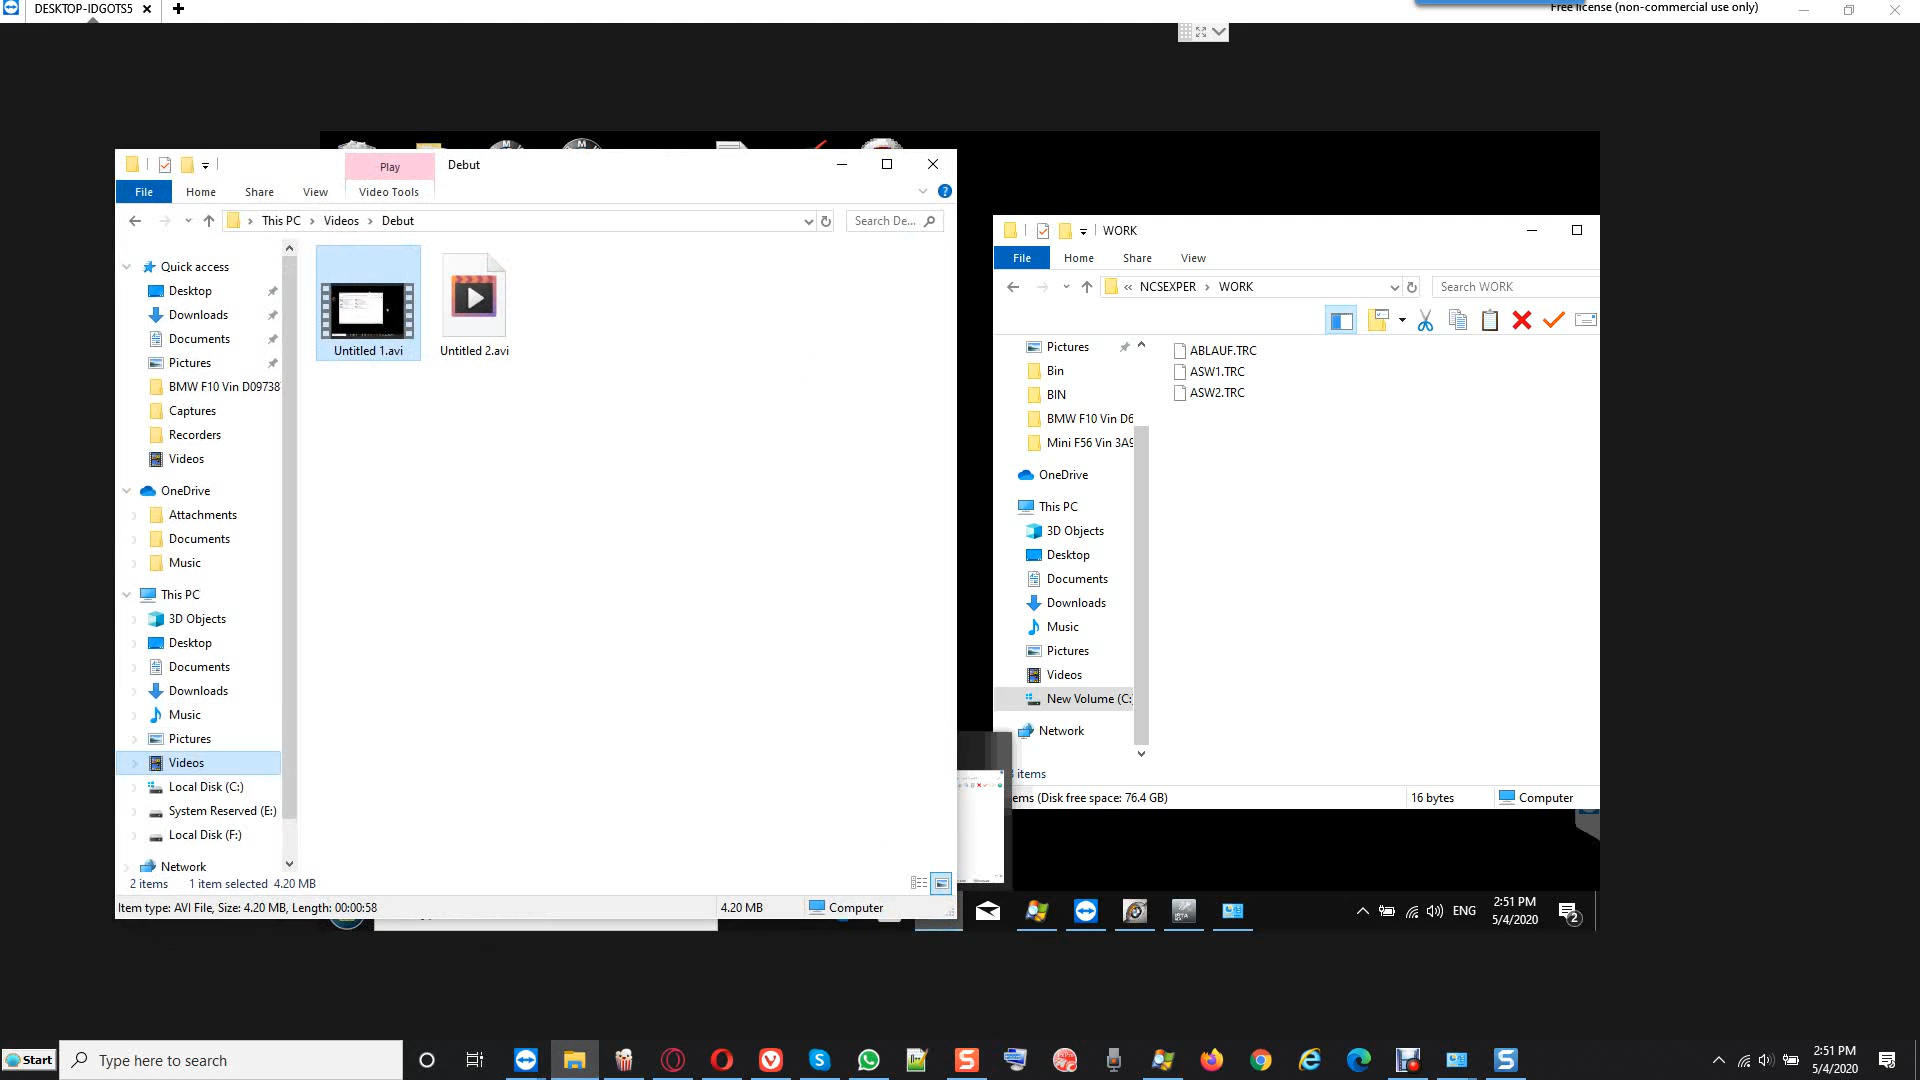 DESKTOP-IDGOTS5
Free license (non-commercial use only)
Play
Debut
File
Home
Share
View
Video Tools
This PC
Videos
Debut
Search De...
Quick access
Desktop
Downloads
Documents
Pictures
BMW F10 Vin D09738
Captures
Recorders
Videos
OneDrive
Attachments
Documents
Music
This PC
3D Objects
Desktop
Documents
Downloads
Music
Pictures
Videos
Local Disk (C:)
System Reserved (E:)
Local Disk (F:)
Network
Untitled 1.avi
Untitled 2.avi
2 items
1 item selected 4.20 MB
Item type: AVI File, Size: 4.20 MB, Length: 00:00:58
4.20 MB
Computer
WORK
File
Home
Share
View
« NCSEXPER
WORK
Search WORK
Pictures
Bin
BIN
BMW F10 Vin D6
Mini F56 Vin 3A9
OneDrive
This PC
3D Objects
Desktop
Documents
Downloads
Music
Pictures
Videos
New Volume (C:
Network
ABLAUF.TRC
ASW1.TRC
ASW2.TRC
items
ems (Disk free space: 76.4 GB)
16 bytes
Computer
ENG
2:51 PM
5/4/2020
2
Start
Type here to search
2:51 PM
5/4/2020